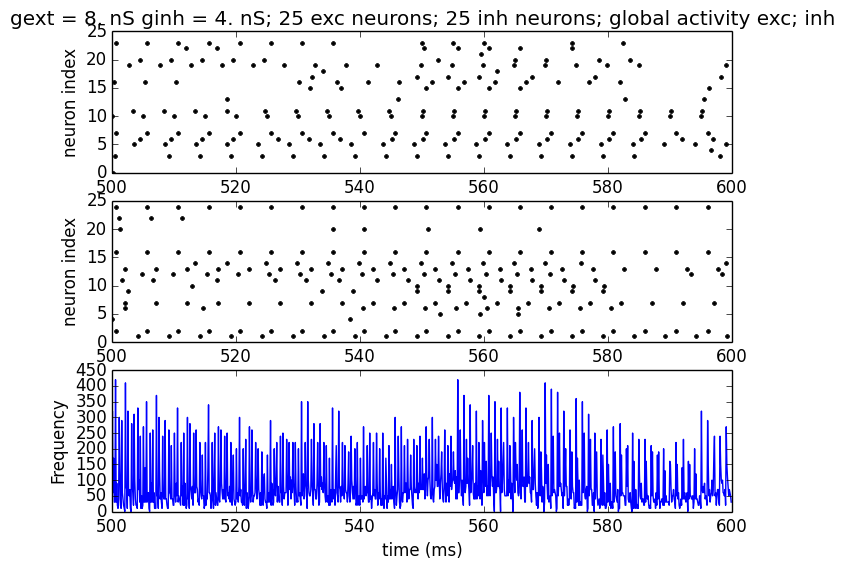 gext = 8. nS ginh = 4. nS; 25 exc neurons; 25 inh neurons; global activity exc; inh
25
20
15
10
5
0
neuron index
500 520 540 560 580 600
25
20
15
10
5
0
neuron index
500 520 540 560 580 600
450
400
350
300
250
200
150
100
50
0
Frequency
500 520 540 560 580 600
time (ms)